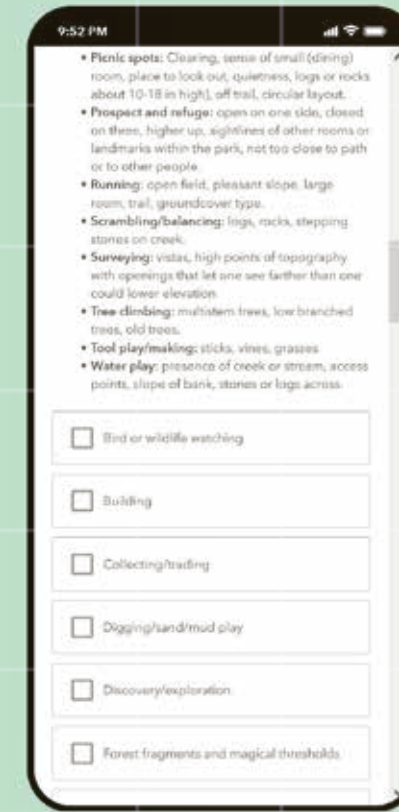 9:52 PM
• Picnic spots: Clearing, sense of small (dining)
room, place to look out, quietness, logs or rocks
about 10-18 in high), off trail, circular layout.
• Prospect and refuge: open on one side, closed
on three, higher up, sightlines of other rooms or
landmarks within the park, not too close to path
or to other people
• Running: open field, pleasant slope, large
room, trail, groundcover type.
• Scrambling/balancing: logs, rocks, stepping
stones on creek.
• Surveying: vistas, high points of topography
with openings that let one see farther than one
could lower elevation
• Tree climbing: multistem trees, low branched
trees, old trees.
• Tool play/making: sticks, vines, grasses
• Water play: presence of creek or stream, access
points, slope of bank, stones or logs across.
Bird or wildlife watching
Building
Collecting/trading
Digging/sand/mud play
Discovery/exploration
Forest fragments and magical thresholds